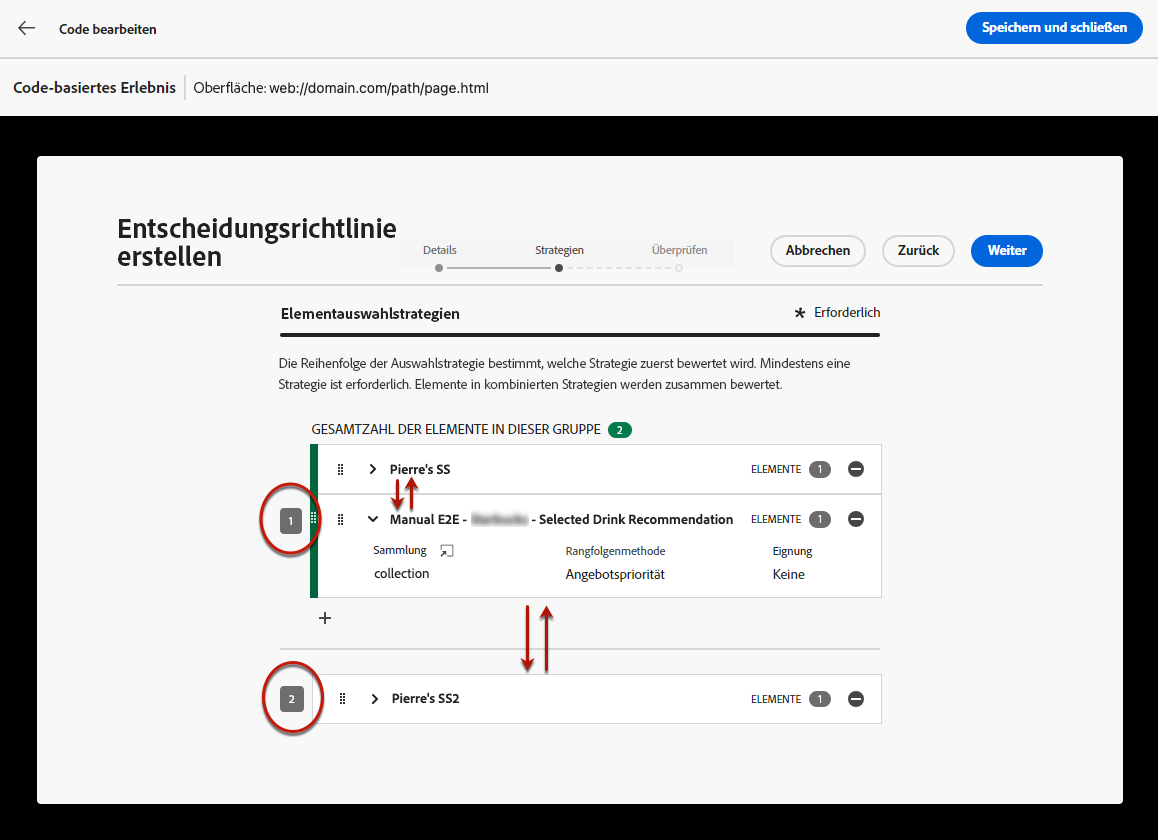 Code bearbeiten
Speichern und schließen
Code-basiertes Erlebnis
Oberfläche: web://domain.com/path/page.html
Entscheidungsrichtlinie
erstellen
Details
Strategien
Überprüfen
Abbrechen
Zurück
Weiter
Elementauswahlstrategien
* Erforderlich
Die Reihenfolge der Auswahlstrategie bestimmt, welche Strategie zuerst bewertet wird. Mindestens eine
Strategie ist erforderlich. Elemente in kombinierten Strategien werden zusammen bewertet.
GESAMTZAHL DER ELEMENTE IN DIESER GRUPPE 2
Pierre's SS
ELEMENTE 1
1
Manual E2E - - Selected Drink Recommendation
ELEMENTE 1
Sammlung
Rangfolgenmethode
Eignung
collection
Angebotspriorität
Keine
2
Pierre's SS2
ELEMENTE 1